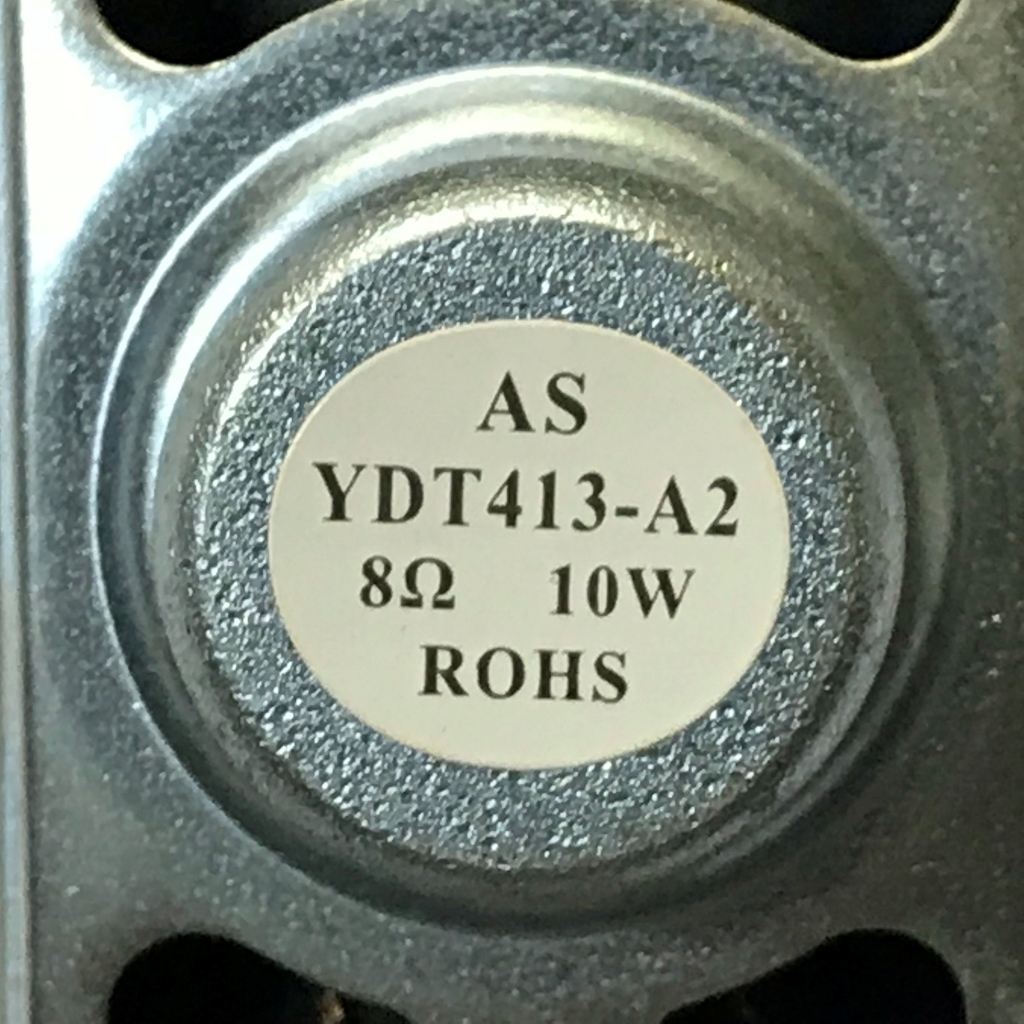 AS
YDT413-A2
8Ω 10W
ROHS